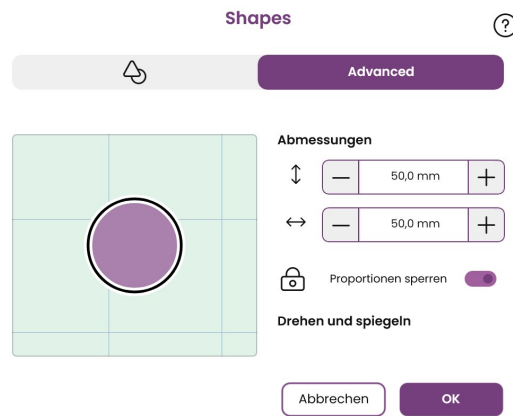 Shapes
?
Advanced
Abmessungen
50,0 mm
50,0 mm
Proportionen sperren
Drehen und spiegeln
Abbrechen
OK